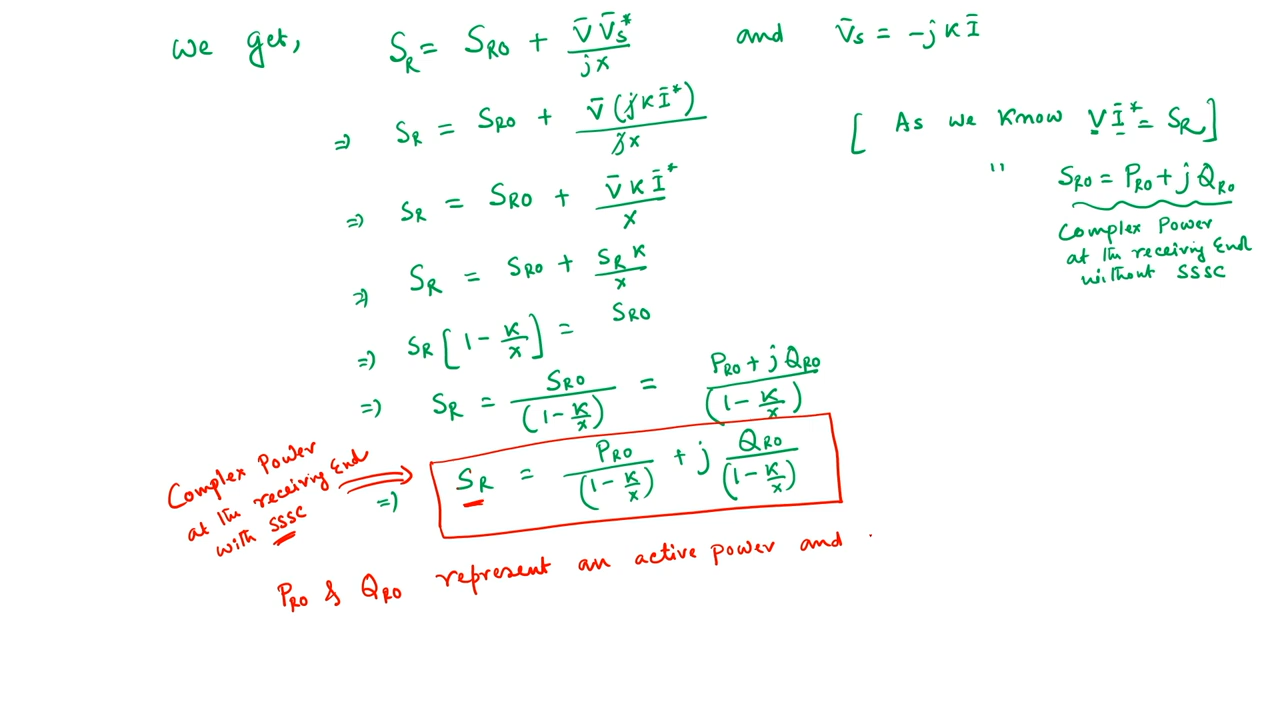 We get, S_R = S_RO + V̄ V̄_s* / jx and V̄_s = -jκĪ
⇒ S_R = S_RO + V̄ (jκĪ*) / jx
[ As we know V̄Ī* = S_R ]
⇒ S_R = S_RO + V̄ κ Ī* / x
" S_RO = P_RO + j Q_RO
Complex Power
at the receiving End
without SSSC
⇒ S_R = S_RO + S_R κ / x
⇒ S_R [ 1 - κ/x ] = S_RO
⇒ S_R = S_RO / (1 - κ/x) = P_RO + j Q_RO / (1 - κ/x)
Complex Power
at the receiving End
with SSSC
⇒ S_R = P_RO / (1 - κ/x) + j Q_RO / (1 - κ/x)
P_RO & Q_RO represent an active power and